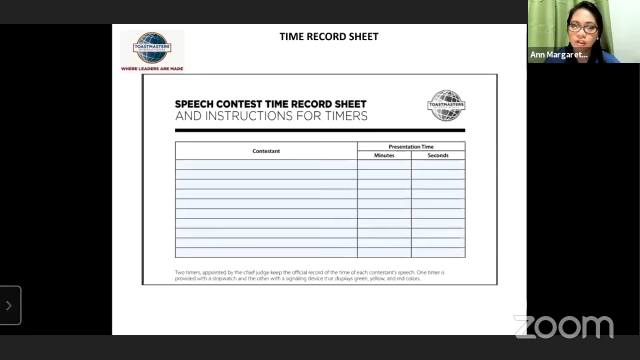 TIME RECORD SHEET
TOASTMASTERS
INTERNATIONAL
WHERE LEADERS ARE MADE
Ann Margaret...
SPEECH CONTEST TIME RECORD SHEET
AND INSTRUCTIONS FOR TIMERS
TOASTMASTERS
Contestant
Presentation Time
Minutes
Seconds
Two timers, appointed by the chief judge keep the official record of the time of each contestant's speech. One timer is
provided with a stopwatch and the other with a signaling device that displays green, yellow, and red colors.
zoom